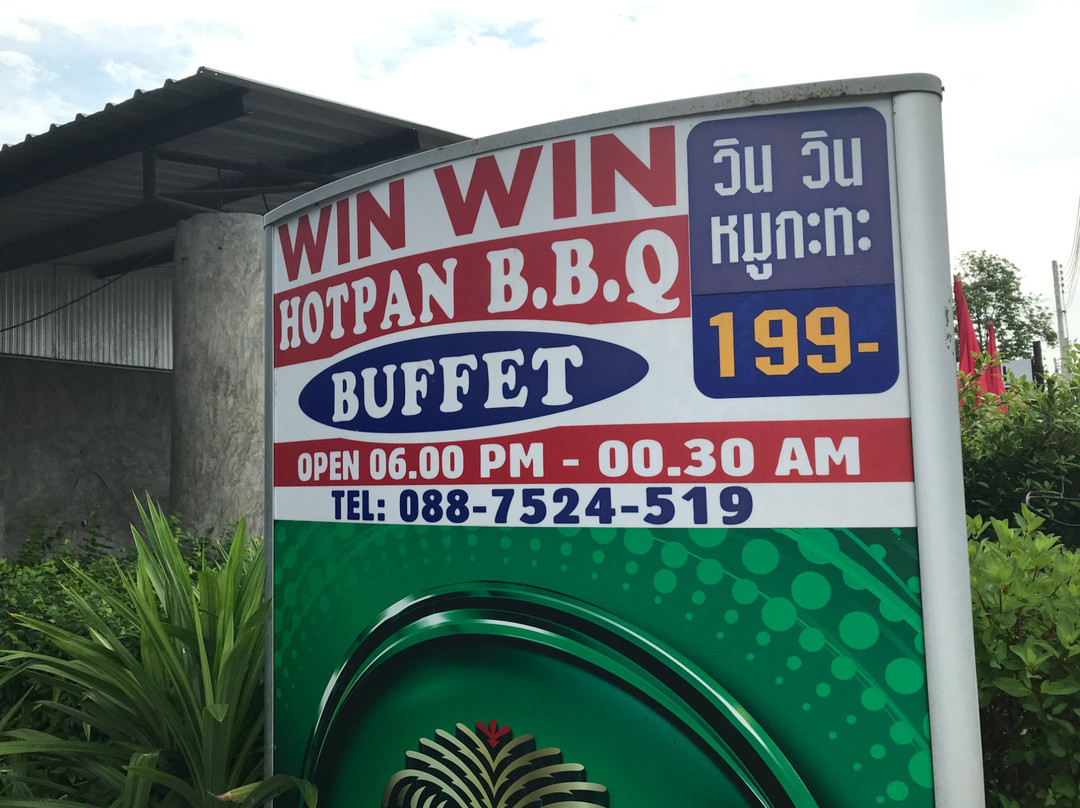 WIN WIN
HOTPAN B.B.Q
BUFFET
วิน วิน
หมูกะทะ
199-
OPEN 06.00 PM - 00.30 AM
TEL: 088-7524-519